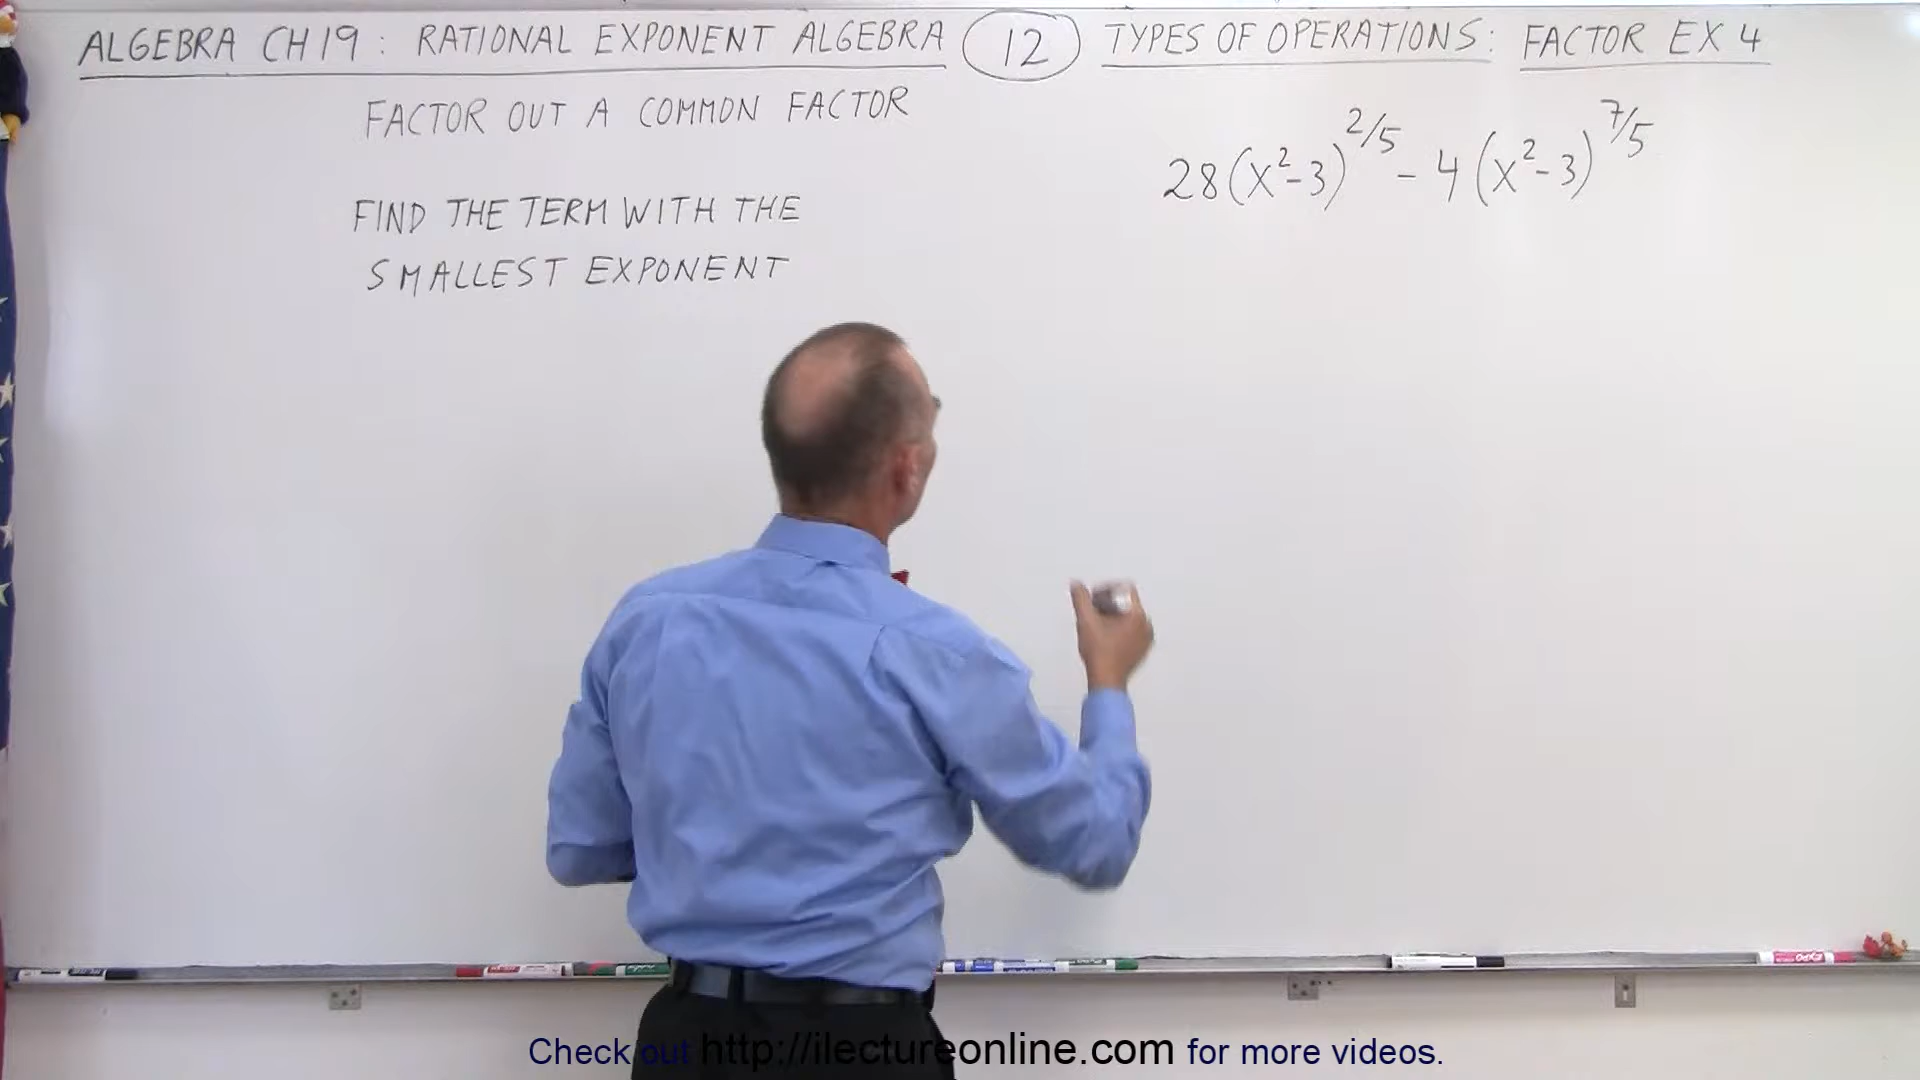 ALGEBRA CH 19 : RATIONAL EXPONENT ALGEBRA 12 TYPES OF OPERATIONS : FACTOR EX 4
FACTOR OUT A COMMON FACTOR
28(x²-3)^2/5 - 4(x²-3)^7/5
FIND THE TERM WITH THE
SMALLEST EXPONENT
Check out http://ilectureonline.com for more videos.